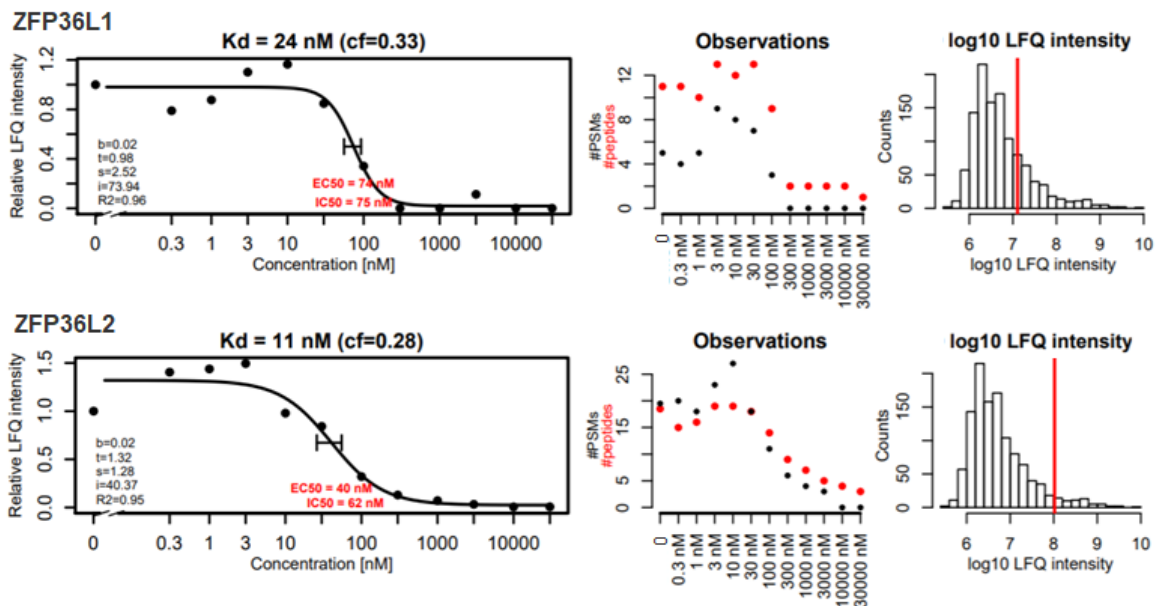 ZFP36L1
Kd = 24 nM (cf=0.33)
Relative LFQ intensity
0.0
0.4
0.8
1.2
b=0.02
t=0.98
s=2.52
i=73.94
R2=0.96
EC50 = 74 nM
IC50 = 75 nM
0 0.3 1 3 10 100 1000 10000
Concentration [nM]
Observations
#PSMs
#peptides
0
4
8
12
0
0.3 nM
1 nM
3 nM
10 nM
30 nM
100 nM
300 nM
1000 nM
3000 nM
10000 nM
30000 nM
log10 LFQ intensity
Counts
0
50
150
6 7 8 9 10
log10 LFQ intensity
ZFP36L2
Kd = 11 nM (cf=0.28)
Relative LFQ intensity
0.0
0.5
1.0
1.5
b=0.02
t=1.32
s=1.28
i=40.37
R2=0.95
EC50 = 40 nM
IC50 = 62 nM
0 0.3 1 3 10 100 1000 10000
Concentration [nM]
Observations
#PSMs
#peptides
0
5
15
25
0
0.3 nM
1 nM
3 nM
10 nM
30 nM
100 nM
300 nM
1000 nM
3000 nM
10000 nM
30000 nM
log10 LFQ intensity
Counts
0
50
150
6 7 8 9 10
log10 LFQ intensity